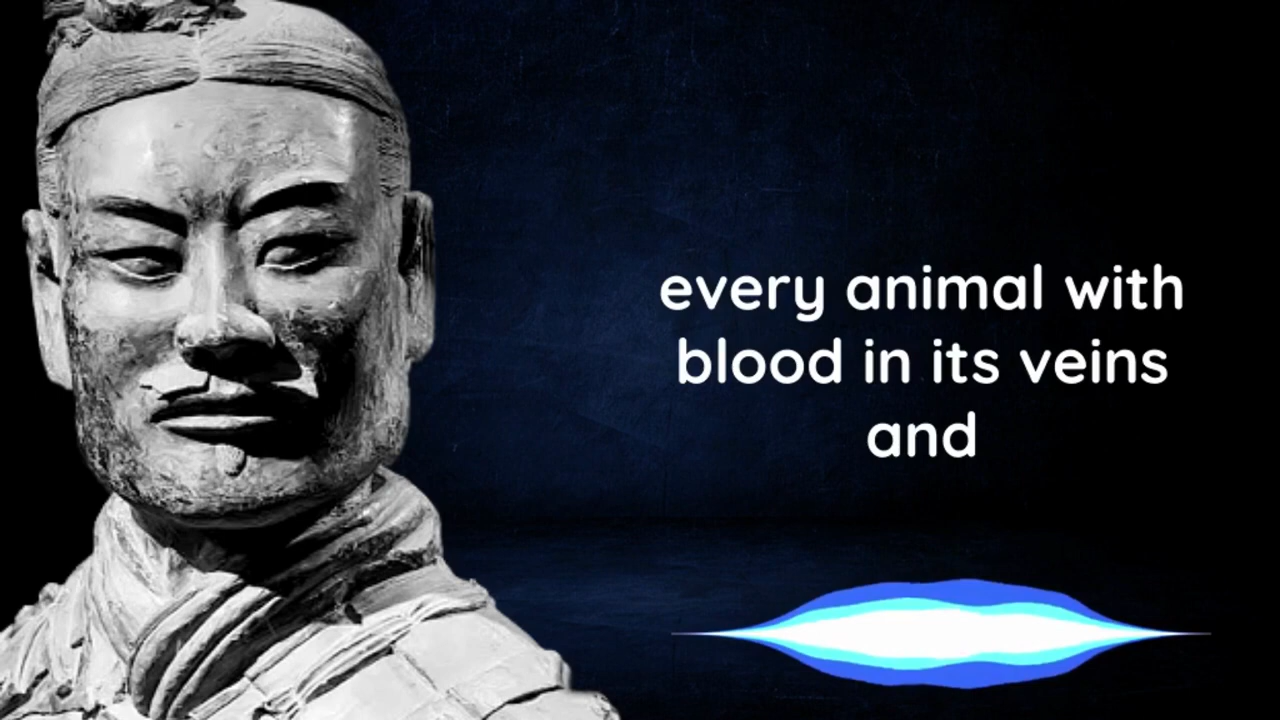 every animal with
blood in its veins
and